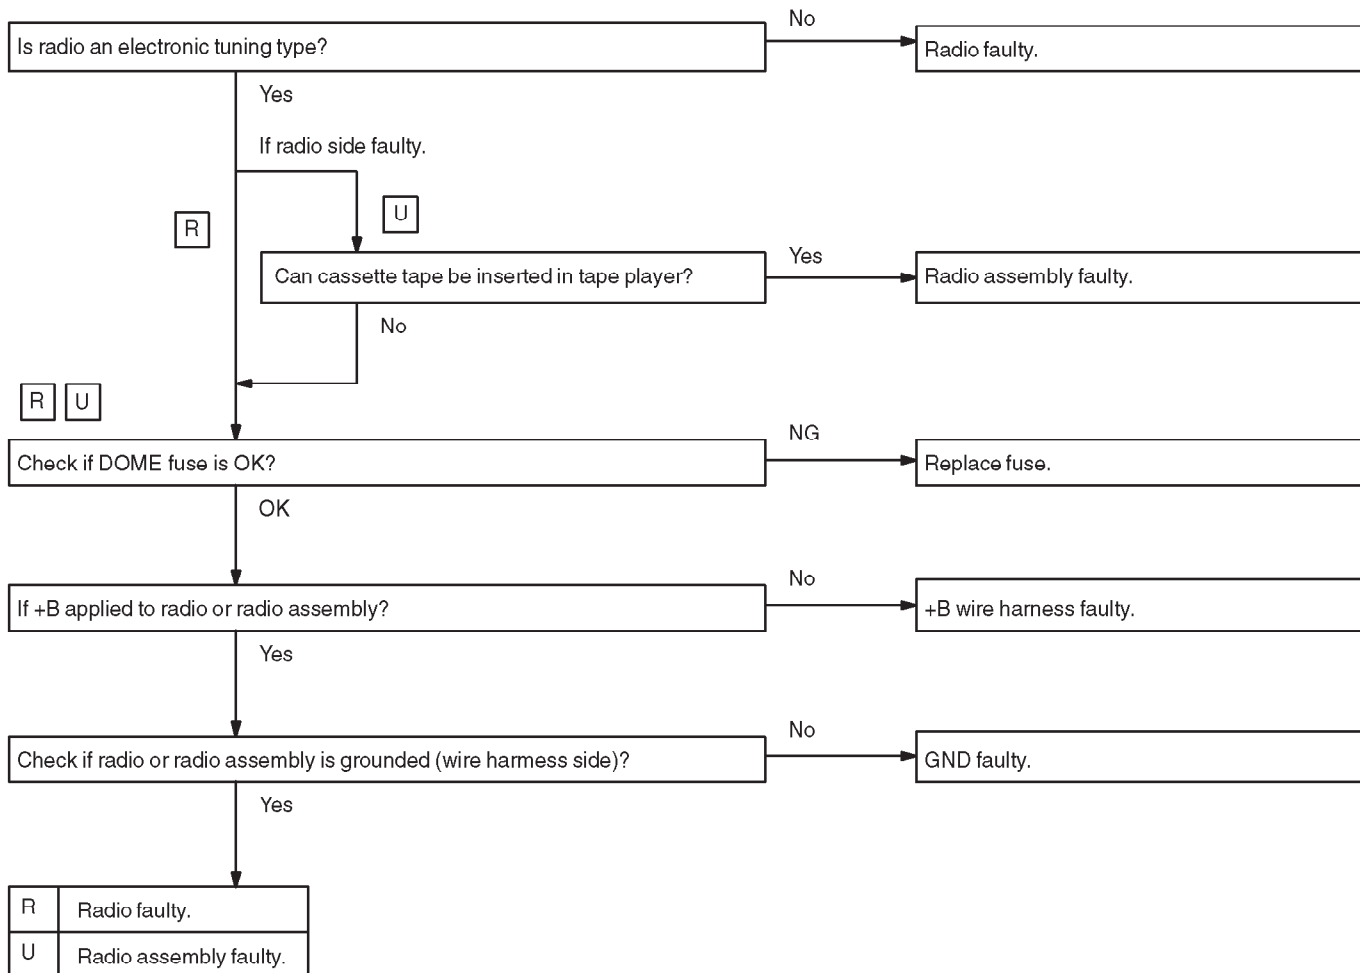 No
Is radio an electronic tuning type?
Radio faulty.
Yes
If radio side faulty.
R
U
Can cassette tape be inserted in tape player?
Yes
Radio assembly faulty.
No
R U
Check if DOME fuse is OK?
NG
Replace fuse.
OK
If +B applied to radio or radio assembly?
No
+B wire harness faulty.
Yes
Check if radio or radio assembly is grounded (wire harness side)?
No
GND faulty.
Yes
R Radio faulty.
U Radio assembly faulty.